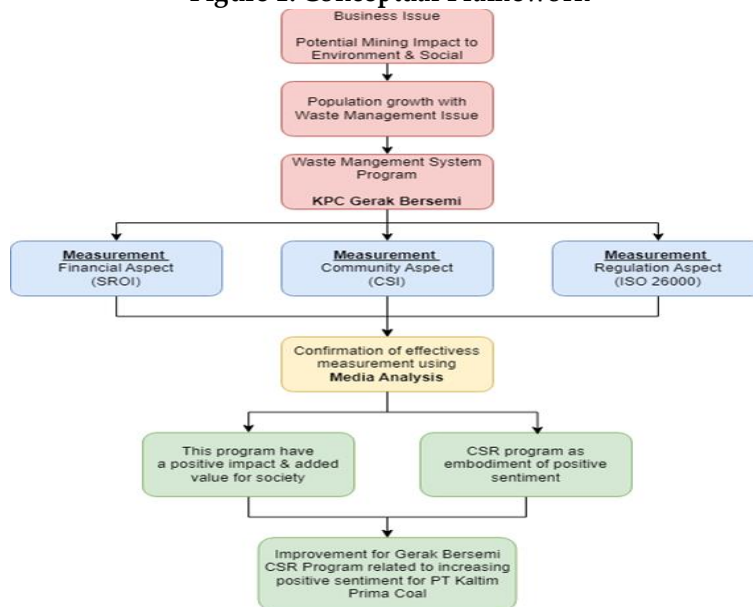 Figure 1. Conceptual Framework
Business Issue
Potential Mining Impact to
Environment & Social
Population growth with
Waste Management Issue
Waste Mangement System
Program
KPC Gerak Bersemi
Measurement
Financial Aspect
(SROI)
Measurement
Community Aspect
(CSI)
Measurement
Regulation Aspect
(ISO 26000)
Confirmation of effectivess
measurement using
Media Analysis
This program have
a positive impact & added
value for society
CSR program as
embodiment of positive
sentiment
Improvement for Gerak Bersemi
CSR Program related to increasing
positive sentiment for PT Kaltim
Prima Coal